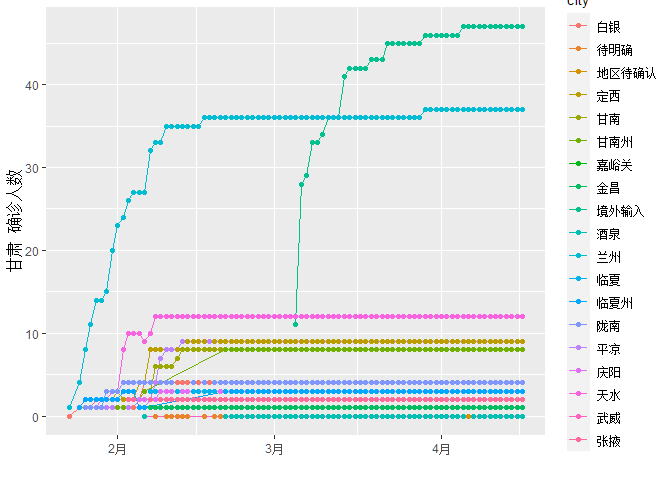 City
白银
待明确
地区待确认
定西
甘南
甘南州
嘉峪关
金昌
境外输入
酒泉
兰州
临夏
临夏州
陇南
平凉
庆阳
天水
武威
张掖
甘肃 确诊人数
40
30
20
10
0
2月
3月
4月